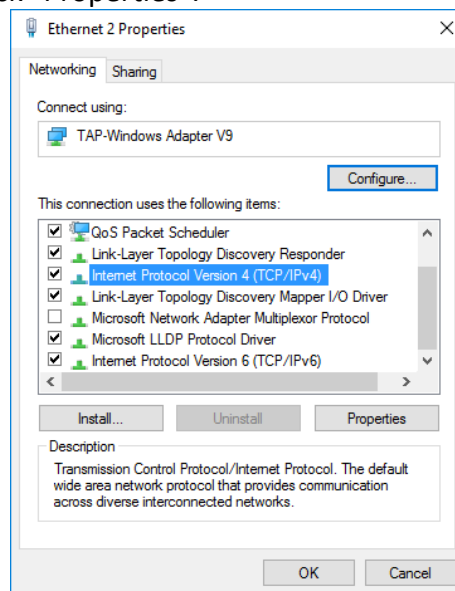 Properties".
Ethernet 2 Properties
Networking Sharing
Connect using:
TAP-Windows Adapter V9
Configure...
This connection uses the following items:
QoS Packet Scheduler
Link-Layer Topology Discovery Responder
Internet Protocol Version 4 (TCP/IPv4)
Link-Layer Topology Discovery Mapper I/O Driver
Microsoft Network Adapter Multiplexor Protocol
Microsoft LLDP Protocol Driver
Internet Protocol Version 6 (TCP/IPv6)
Install... Uninstall Properties
Description
Transmission Control Protocol/Internet Protocol. The default
wide area network protocol that provides communication
across diverse interconnected networks.
OK Cancel